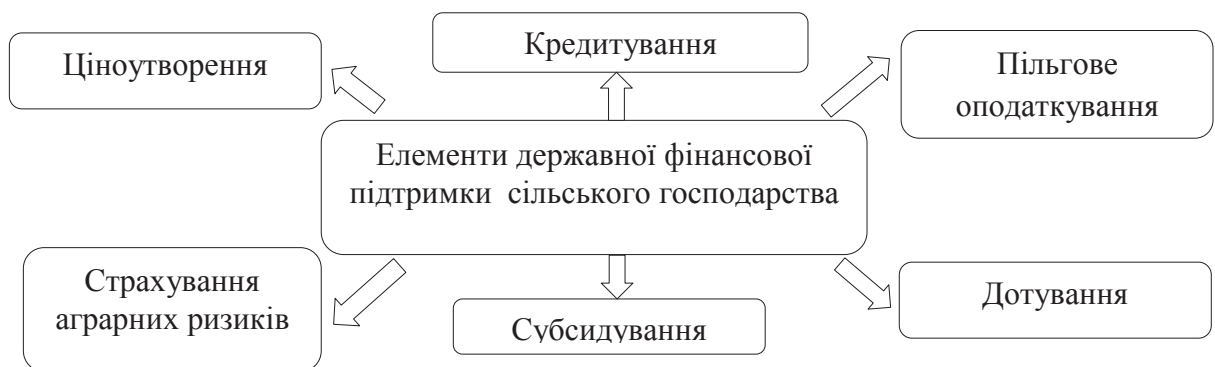 Ціноутворення
Кредитування
Пільгове
оподаткування
Елементи державної фінансової
підтримки сільського господарства
Страхування
аграрних ризиків
Субсидування
Дотування